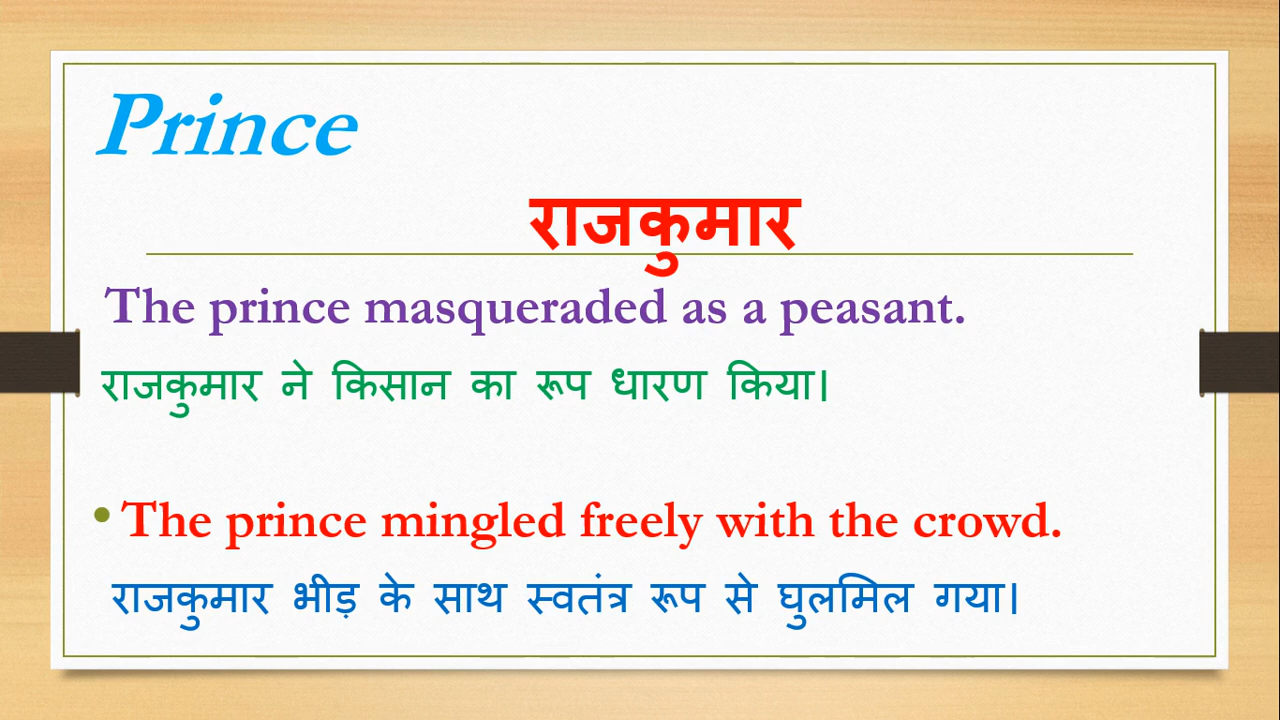 Prince
राजकुमार
The prince masqueraded as a peasant.
राजकुमार ने किसान का रूप धारण किया।
• The prince mingled freely with the crowd.
राजकुमार भीड़ के साथ स्वतंत्र रूप से घुलमिल गया।